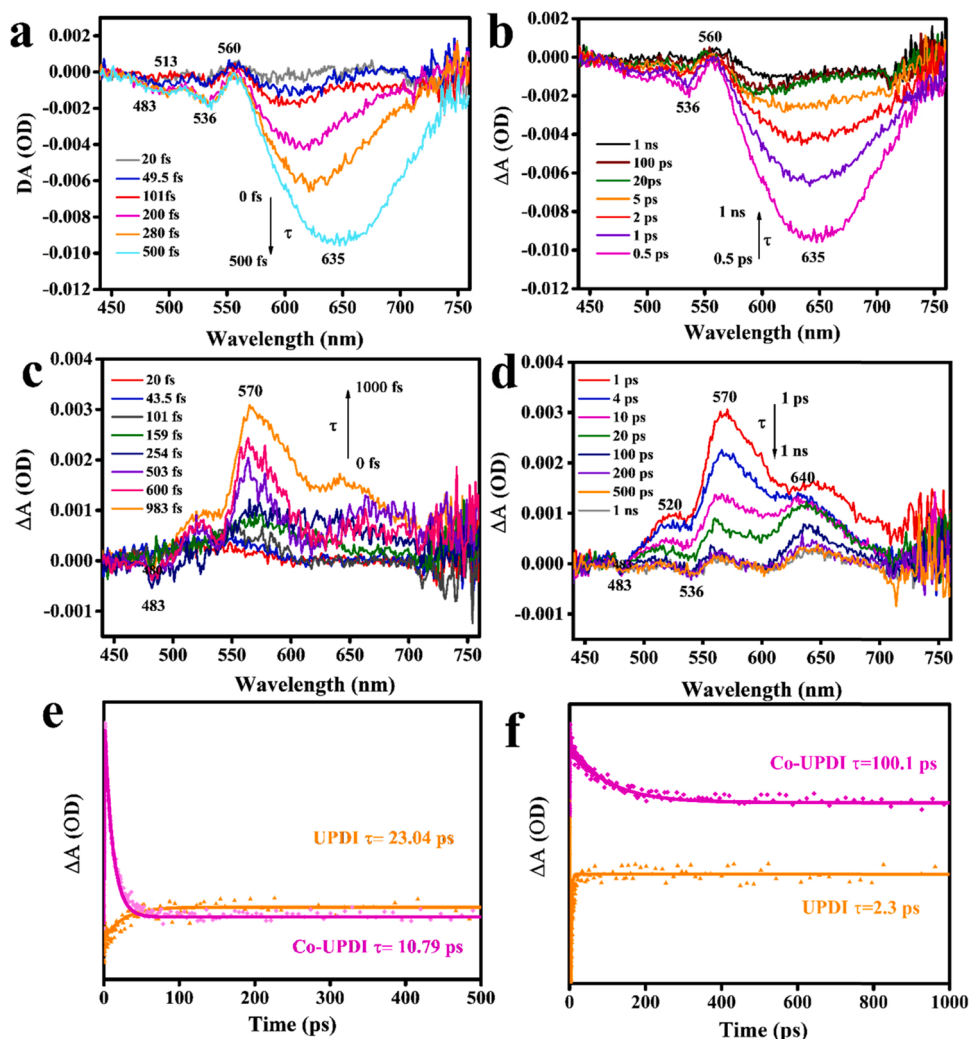 a
0.002
0.000
-0.002
-0.004
-0.006
-0.008
-0.010
-0.012
DA (OD)
513
560
483
536
20 fs
49.5 fs
101fs
200 fs
280 fs
500 fs
0 fs
τ
500 fs
635
450 500 550 600 650 700 750
Wavelength (nm)
b
0.002
0.000
-0.002
-0.004
-0.006
-0.008
-0.010
-0.012
ΔA (OD)
560
536
1 ns
100 ps
20ps
5 ps
2 ps
1 ps
0.5 ps
1 ns
τ
0.5 ps
635
450 500 550 600 650 700 750
Wavelength (nm)
c
0.004
0.003
0.002
0.001
0.000
-0.001
ΔA (OD)
20 fs
43.5 fs
101 fs
159 fs
254 fs
503 fs
600 fs
983 fs
570
1000 fs
τ
0 fs
483
450 500 550 600 650 700 750
Wavelength (nm)
d
0.004
0.003
0.002
0.001
0.000
-0.001
ΔA (OD)
1 ps
4 ps
10 ps
20 ps
100 ps
200 ps
500 ps
1 ns
570
1 ps
τ
1 ns
520
640
483
536
450 500 550 600 650 700 750
Wavelength (nm)
e
ΔA (OD)
UPDI τ= 23.04 ps
Co-UPDI τ= 10.79 ps
0 100 200 300 400 500
Time (ps)
f
ΔA (OD)
Co-UPDI τ=100.1 ps
UPDI τ=2.3 ps
0 200 400 600 800 1000
Time (ps)